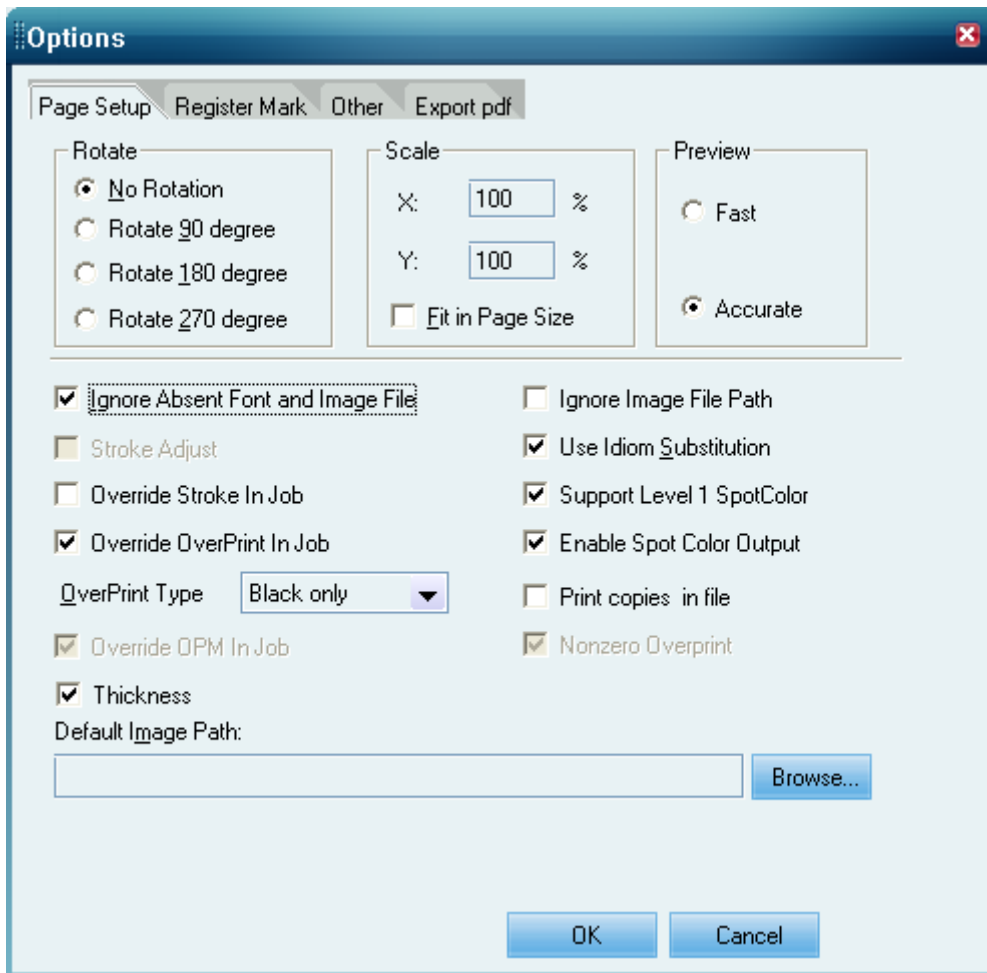 Options
Page Setup Register Mark Other Export pdf
Rotate
No Rotation
Rotate 90 degree
Rotate 180 degree
Rotate 270 degree
Scale
X: 100 %
Y: 100 %
Fit in Page Size
Preview
Fast
Accurate
Ignore Absent Font and Image File
Stroke Adjust
Override Stroke In Job
Override OverPrint In Job
OverPrint Type Black only
Override OPM In Job
Thickness
Ignore Image File Path
Use Idiom Substitution
Support Level 1 SpotColor
Enable Spot Color Output
Print copies in file
Nonzero Overprint
Default Image Path:
Browse...
OK Cancel